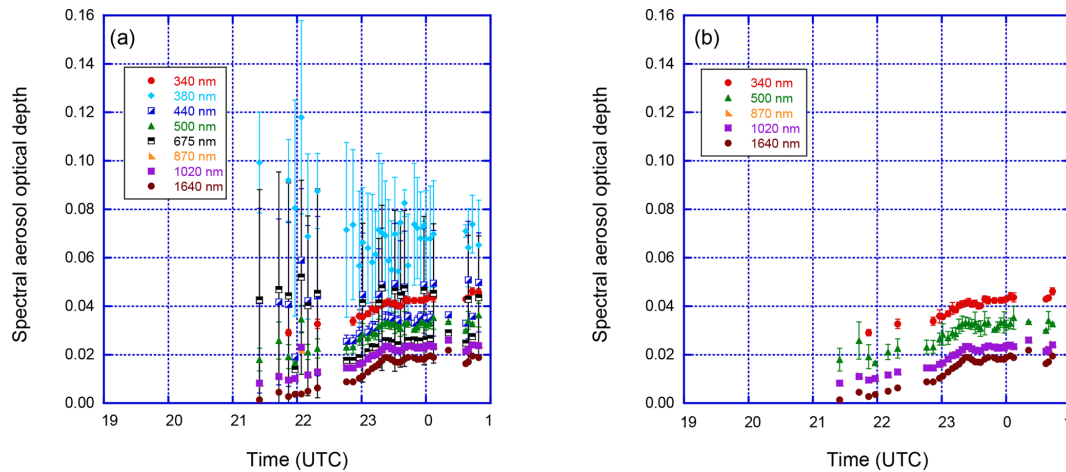 (a)
Spectral aerosol optical depth
0.16
0.14
0.12
0.10
0.08
0.06
0.04
0.02
0.00
340 nm
380 nm
440 nm
500 nm
675 nm
870 nm
1020 nm
1640 nm
19 20 21 22 23 0 1
Time (UTC)
(b)
Spectral aerosol optical depth
0.16
0.14
0.12
0.10
0.08
0.06
0.04
0.02
0.00
340 nm
500 nm
870 nm
1020 nm
1640 nm
19 20 21 22 23 0 1
Time (UTC)